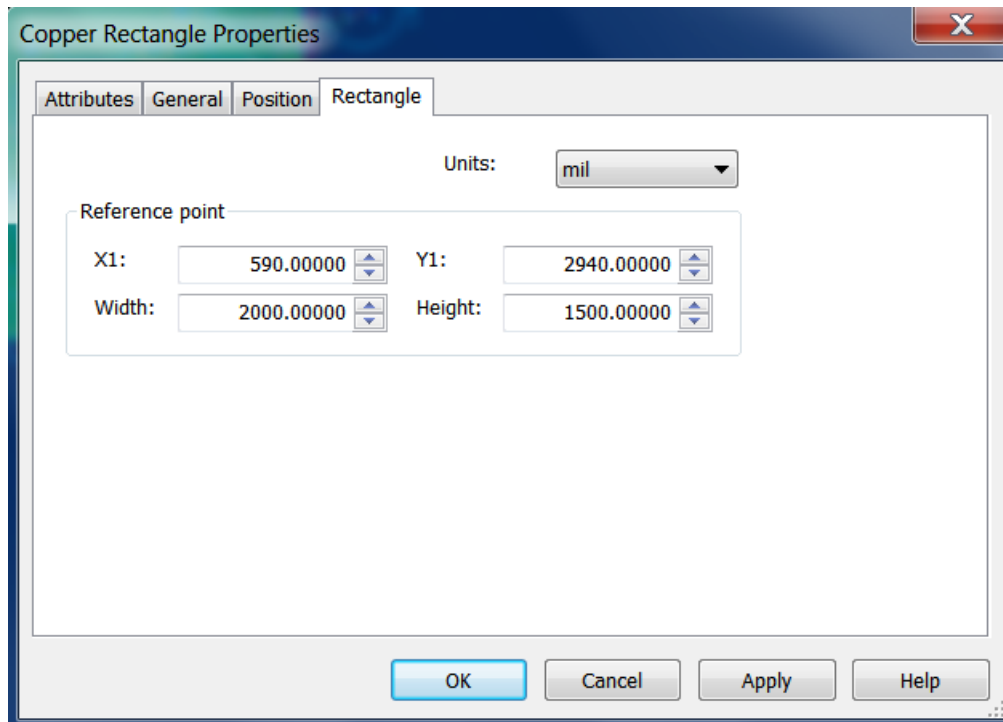 Copper Rectangle Properties
Attributes General Position Rectangle
Units: mil
Reference point
X1: 590.00000 Y1: 2940.00000
Width: 2000.00000 Height: 1500.00000
OK Cancel Apply Help